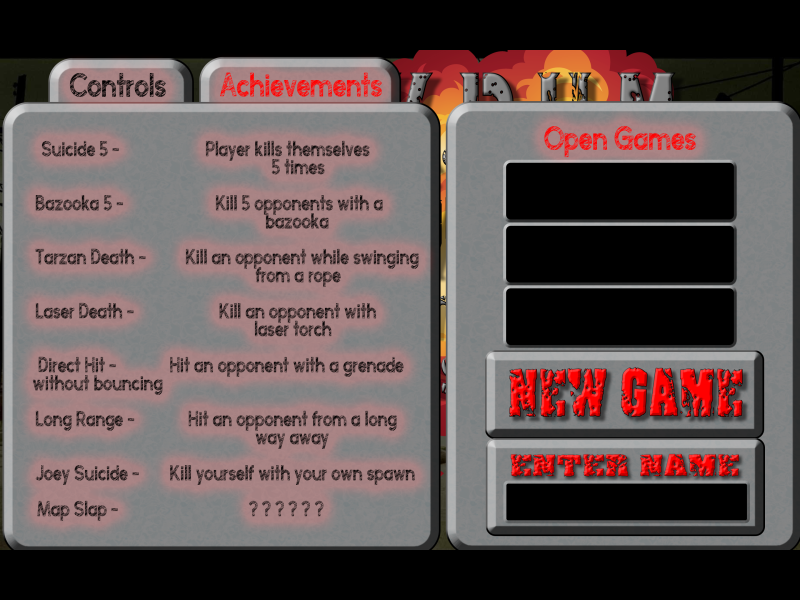 Controls
Achievements
Suicide 5 -
Player kills themselves
5 times
Bazooka 5 -
Kill 5 opponents with a
bazooka
Tarzan Death -
Kill an opponent while swinging
from a rope
Laser Death -
Kill an opponent with
laser torch
Direct Hit -
without bouncing
Hit an opponent with a grenade
Long Range -
Hit an opponent from a long
way away
Joey Suicide -
Kill yourself with your own spawn
Map Slap -
? ? ? ? ? ?
Open Games
NEW GAME
ENTER NAME